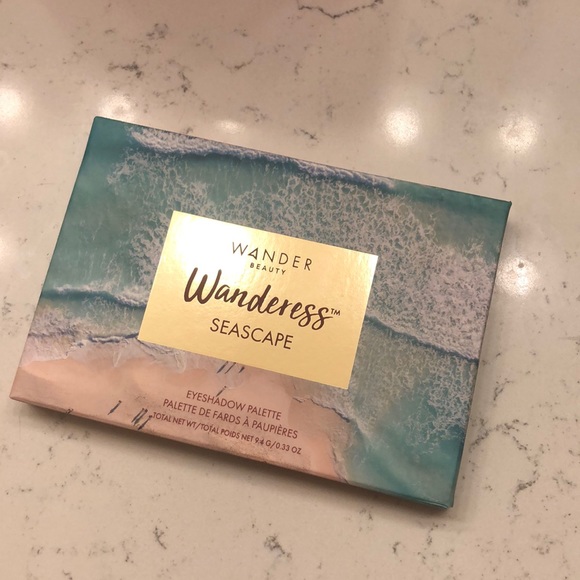 WANDER
BEAUTY
Wanderess™
SEASCAPE
EYESHADOW PALETTE
PALETTE DE FARDS À PAUPIÈRES
TOTAL NET WT/TOTAL POIDS NET 9.4 G/0.33 OZ